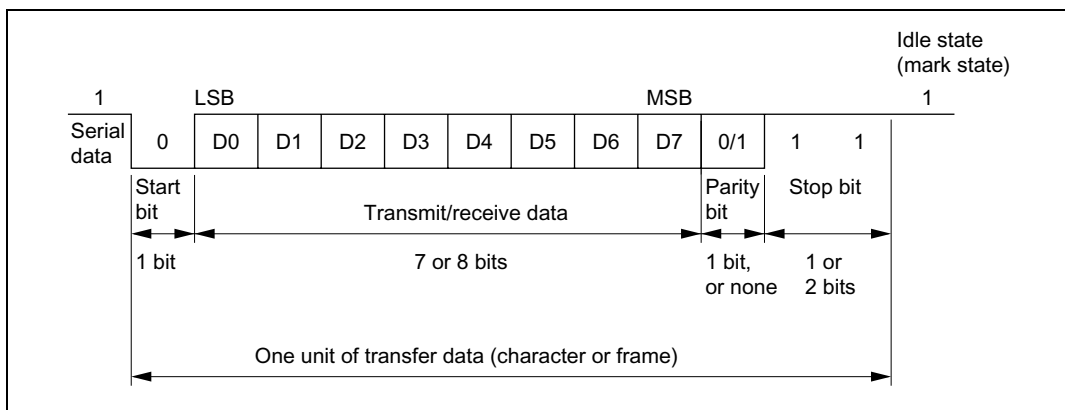 Idle state
(mark state)
1 LSB MSB 1
Serial
data
0 D0 D1 D2 D3 D4 D5 D6 D7 0/1 1 1
Start
bit
Transmit/receive data
Parity
bit
Stop bit
1 bit
7 or 8 bits
1 bit,
or none
1 or
2 bits
One unit of transfer data (character or frame)